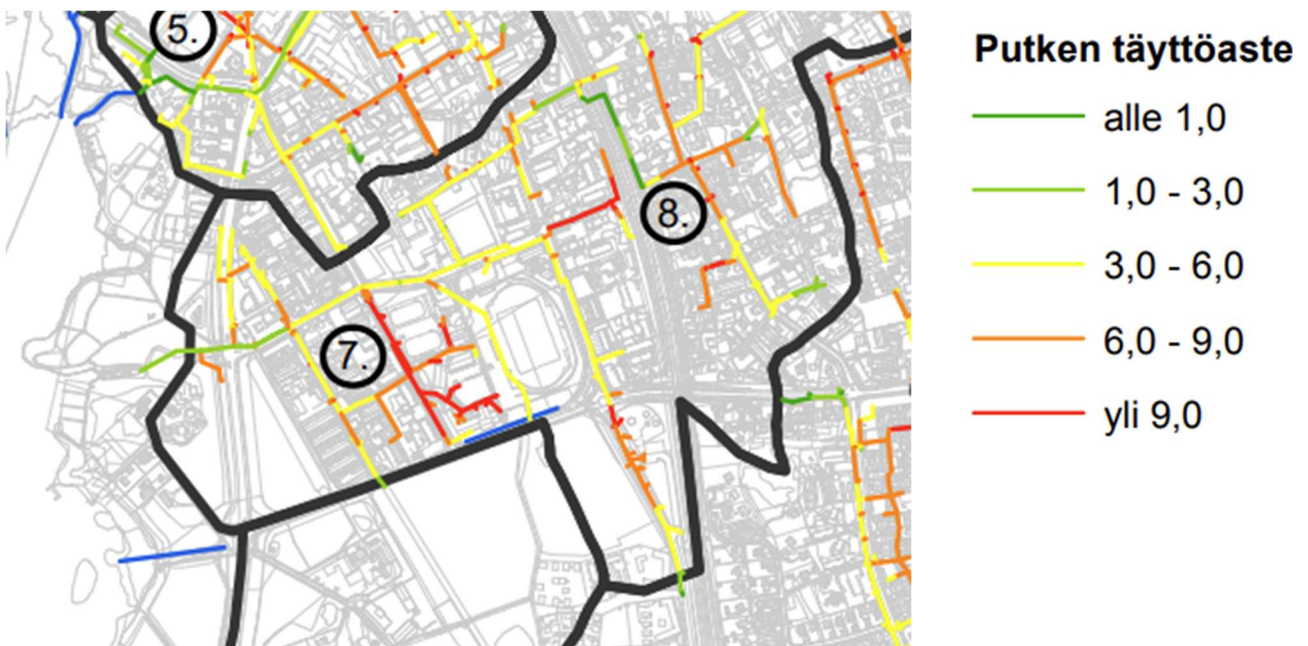 5.
8.
7.
Putken täyttöaste
alle 1,0
1,0 - 3,0
3,0 - 6,0
6,0 - 9,0
yli 9,0